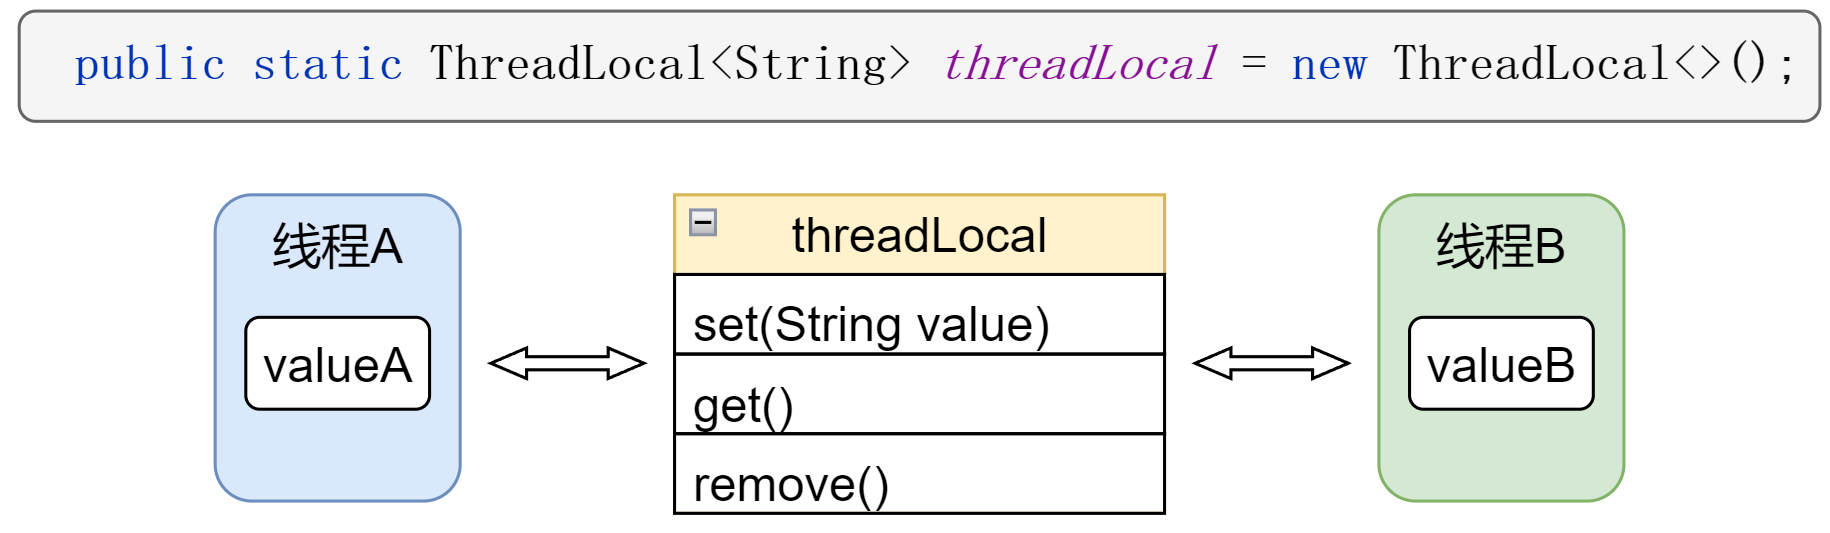 public static ThreadLocal<String> threadLocal = new ThreadLocal<>();
线程A
valueA
threadLocal
set(String value)
get()
remove()
线程B
valueB